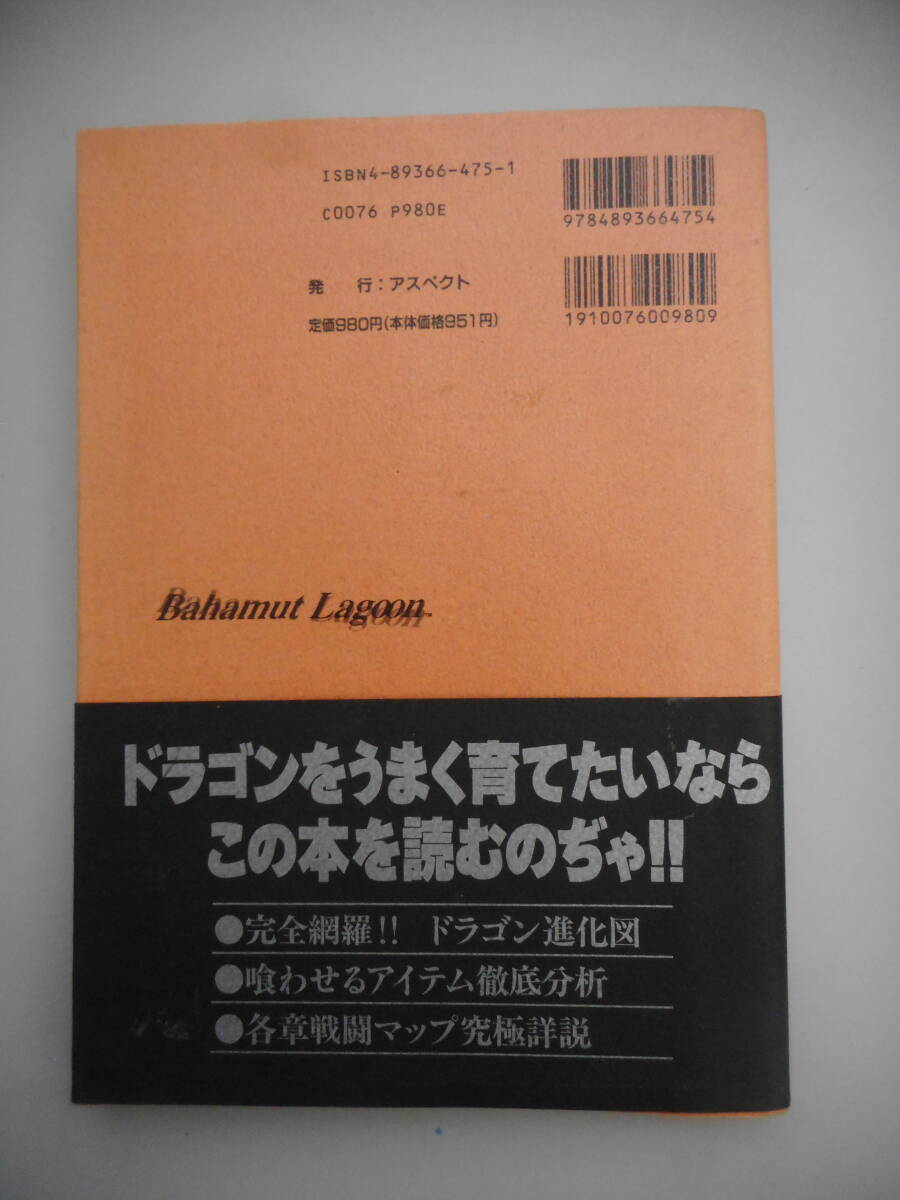 ISBN4-89366-475-1
C0076 P980E
9784893664754
発　行：アスペクト
定価980円(本体価格951円)
1910076009809
Bahamut Lagoon™
ドラゴンをうまく育てたいなら
この本を読むのぢゃ!!
●完全網羅!!　ドラゴン進化図
●喰わせるアイテム徹底分析
●各章戦闘マップ究極詳説